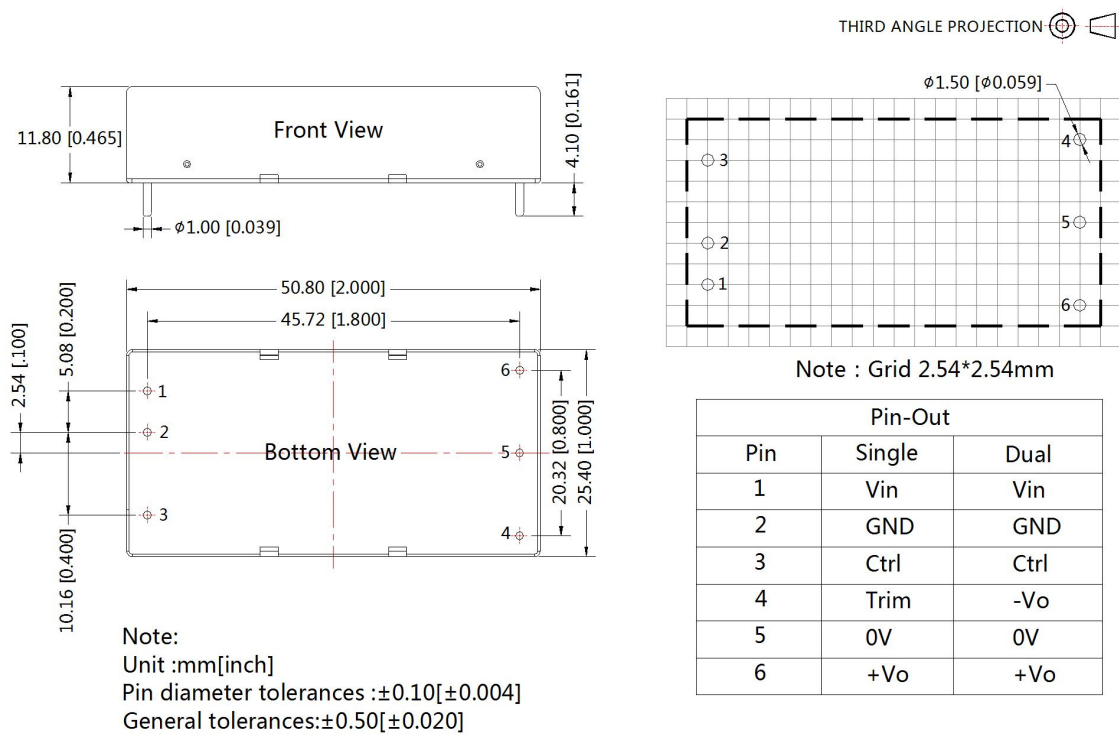 THIRD ANGLE PROJECTION
11.80 [0.465]
Front View
4.10 [0.161]
ϕ1.00 [0.039]
ϕ1.50 [ϕ0.059]
4
3
5
2
1
6
Note : Grid 2.54*2.54mm
50.80 [2.000]
45.72 [1.800]
2.54 [.100]
5.08 [0.200]
10.16 [0.400]
1
2
3
Bottom View
6
5
4
20.32 [0.800]
25.40 [1.000]
Pin-Out
Pin Single Dual
1 Vin Vin
2 GND GND
3 Ctrl Ctrl
4 Trim -Vo
5 0V 0V
6 +Vo +Vo
Note:
Unit :mm[inch]
Pin diameter tolerances :±0.10[±0.004]
General tolerances:±0.50[±0.020]